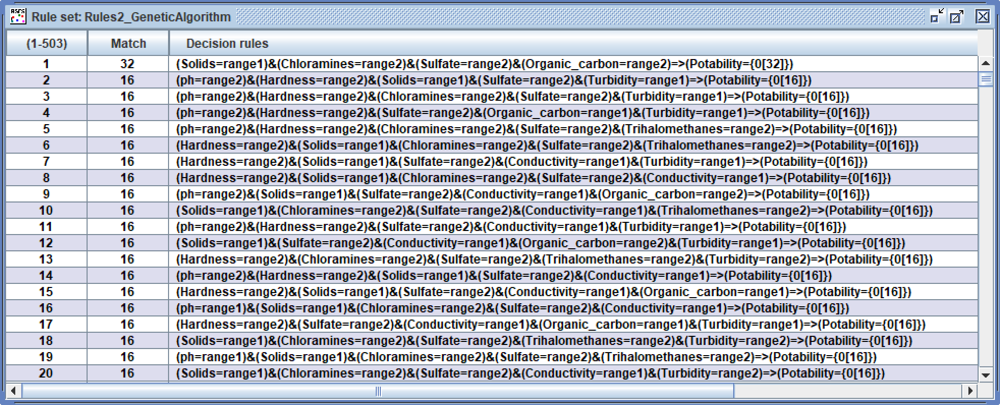 Rule set: Rules2_GeneticAlgorithm
(1-503) Match Decision rules
1 32 (Solids=range1)&(Chloramines=range2)&(Sulfate=range2)&(Organic_carbon=range2)=>(Potability={0[32]})
2 16 (ph=range2)&(Hardness=range2)&(Solids=range1)&(Sulfate=range2)&(Turbidity=range1)=>(Potability={0[16]})
3 16 (ph=range2)&(Hardness=range2)&(Chloramines=range2)&(Sulfate=range2)&(Turbidity=range1)=>(Potability={0[16]})
4 16 (ph=range2)&(Hardness=range2)&(Sulfate=range2)&(Organic_carbon=range1)&(Turbidity=range1)=>(Potability={0[16]})
5 16 (ph=range2)&(Hardness=range2)&(Chloramines=range2)&(Sulfate=range2)&(Trihalomethanes=range2)=>(Potability={0[16]})
6 16 (Hardness=range2)&(Solids=range1)&(Chloramines=range2)&(Sulfate=range2)&(Trihalomethanes=range2)=>(Potability={0[16]})
7 16 (Hardness=range2)&(Solids=range1)&(Sulfate=range2)&(Conductivity=range1)&(Turbidity=range1)=>(Potability={0[16]})
8 16 (Hardness=range2)&(Solids=range1)&(Chloramines=range2)&(Sulfate=range2)&(Conductivity=range1)=>(Potability={0[16]})
9 16 (ph=range2)&(Solids=range1)&(Sulfate=range2)&(Conductivity=range1)&(Organic_carbon=range2)=>(Potability={0[16]})
10 16 (Solids=range1)&(Chloramines=range2)&(Sulfate=range2)&(Conductivity=range1)&(Trihalomethanes=range2)=>(Potability={0[16]})
11 16 (ph=range2)&(Hardness=range2)&(Sulfate=range2)&(Conductivity=range1)&(Turbidity=range1)=>(Potability={0[16]})
12 16 (Solids=range1)&(Sulfate=range2)&(Conductivity=range1)&(Organic_carbon=range2)&(Turbidity=range1)=>(Potability={0[16]})
13 16 (Hardness=range2)&(Chloramines=range2)&(Sulfate=range2)&(Trihalomethanes=range2)&(Turbidity=range2)=>(Potability={0[16]})
14 16 (ph=range2)&(Hardness=range2)&(Solids=range1)&(Sulfate=range2)&(Conductivity=range1)=>(Potability={0[16]})
15 16 (Hardness=range2)&(Solids=range1)&(Sulfate=range2)&(Conductivity=range1)&(Organic_carbon=range1)=>(Potability={0[16]})
16 16 (ph=range1)&(Solids=range1)&(Chloramines=range2)&(Sulfate=range2)&(Conductivity=range1)=>(Potability={0[16]})
17 16 (Hardness=range2)&(Sulfate=range2)&(Conductivity=range1)&(Organic_carbon=range1)&(Turbidity=range1)=>(Potability={0[16]})
18 16 (Solids=range1)&(Chloramines=range2)&(Sulfate=range2)&(Trihalomethanes=range2)&(Turbidity=range2)=>(Potability={0[16]})
19 16 (ph=range1)&(Solids=range1)&(Chloramines=range2)&(Sulfate=range2)&(Trihalomethanes=range2)=>(Potability={0[16]})
20 16 (Solids=range1)&(Chloramines=range2)&(Sulfate=range2)&(Conductivity=range1)&(Turbidity=range2)=>(Potability={0[16]})